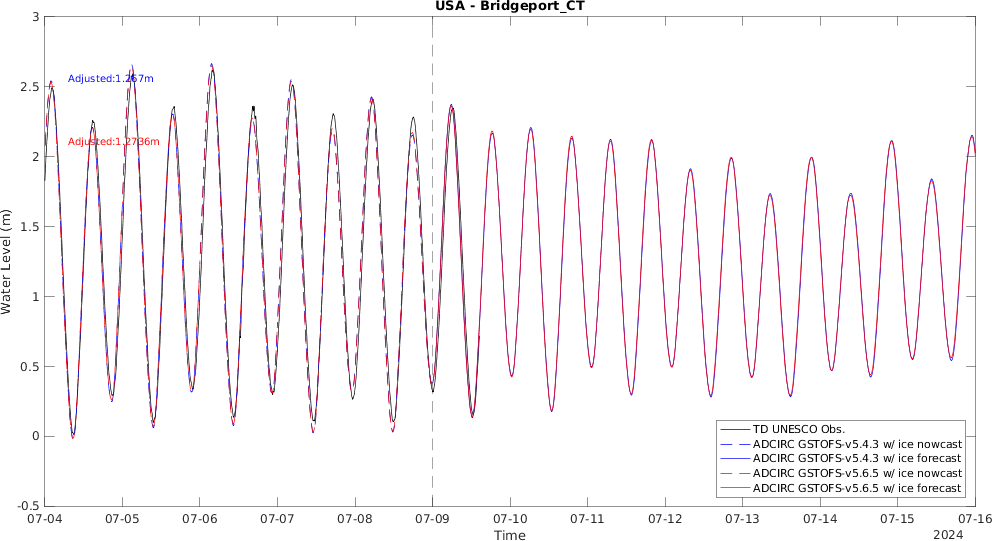 USA - Bridgeport_CT
3
2.5
2
1.5
1
0.5
0
-0.5
Water Level (m)
Adjusted:1.267m
Adjusted:1.2736m
TD UNESCO Obs.
ADCIRC GSTOFS-v5.4.3 w/ ice nowcast
ADCIRC GSTOFS-v5.4.3 w/ ice forecast
ADCIRC GSTOFS-v5.6.5 w/ ice nowcast
ADCIRC GSTOFS-v5.6.5 w/ ice forecast
07-04 07-05 07-06 07-07 07-08 07-09 07-10 07-11 07-12 07-13 07-14 07-15 07-16
Time
2024